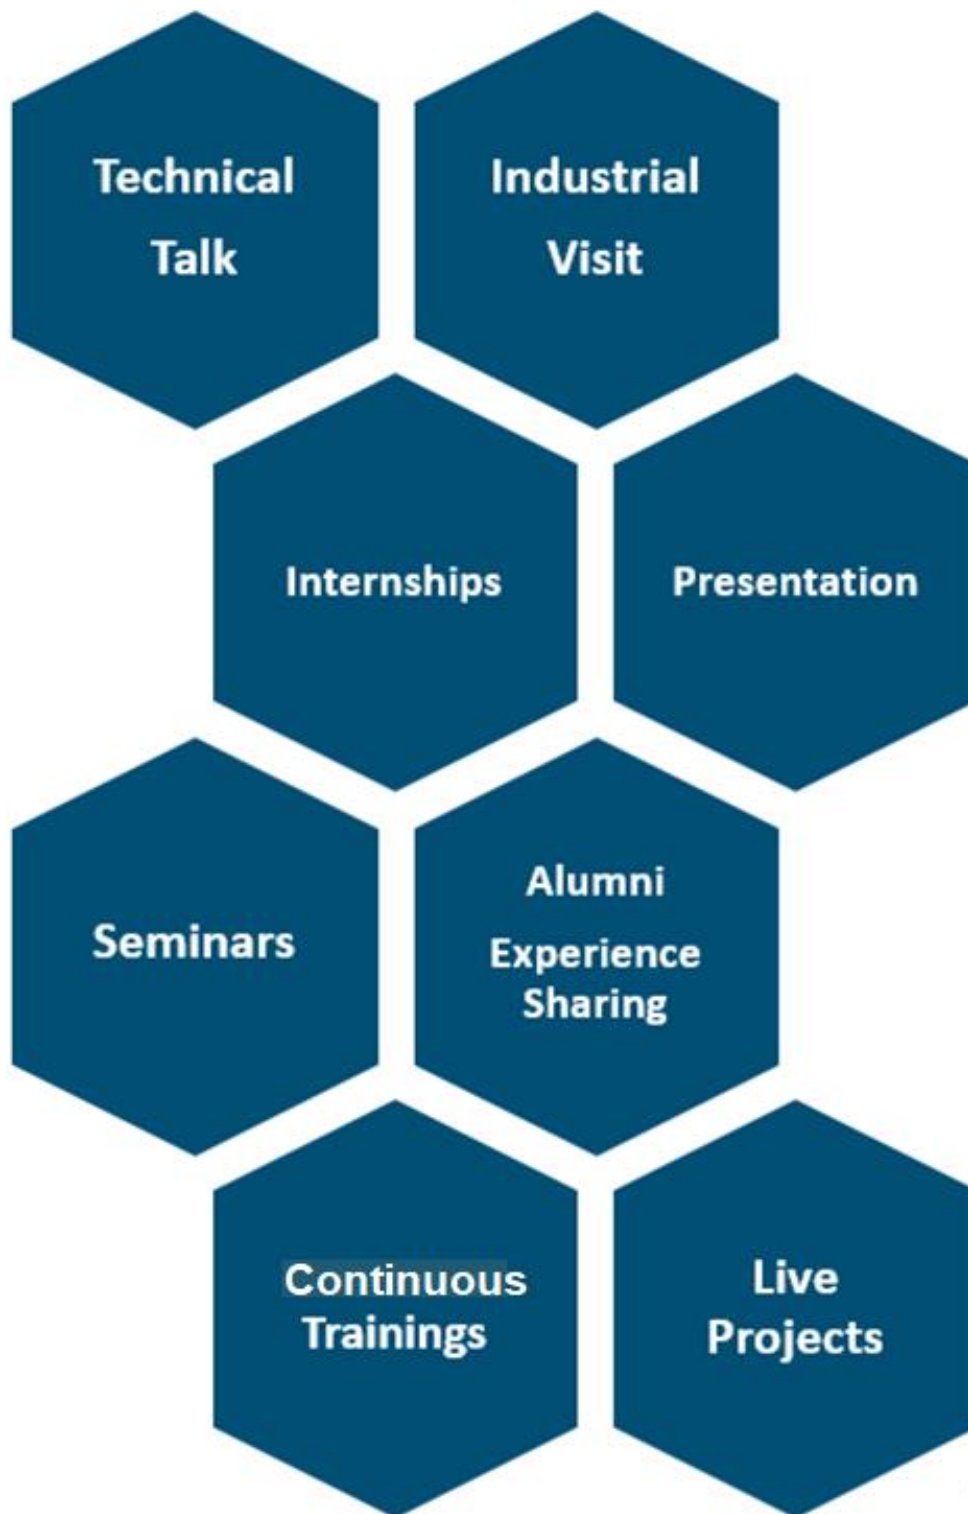 Technical
Talk
Industrial
Visit
Internships
Presentation
Seminars
Alumni
Experience
Sharing
Continuous
Trainings
Live
Projects